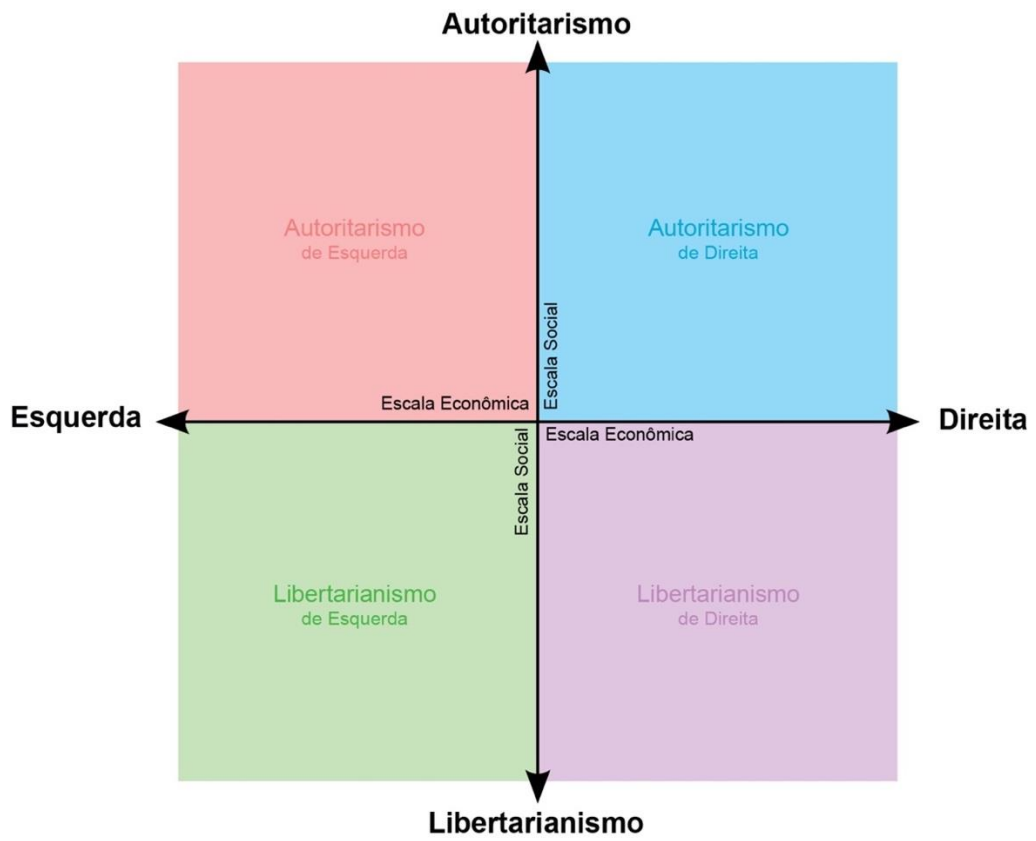 Autoritarismo
Autoritarismo
de Esquerda
Autoritarismo
de Direita
Escala Social
Esquerda
Escala Econômica
Escala Econômica
Direita
Escala Social
Libertarianismo
de Esquerda
Libertarianismo
de Direita
Libertarianismo